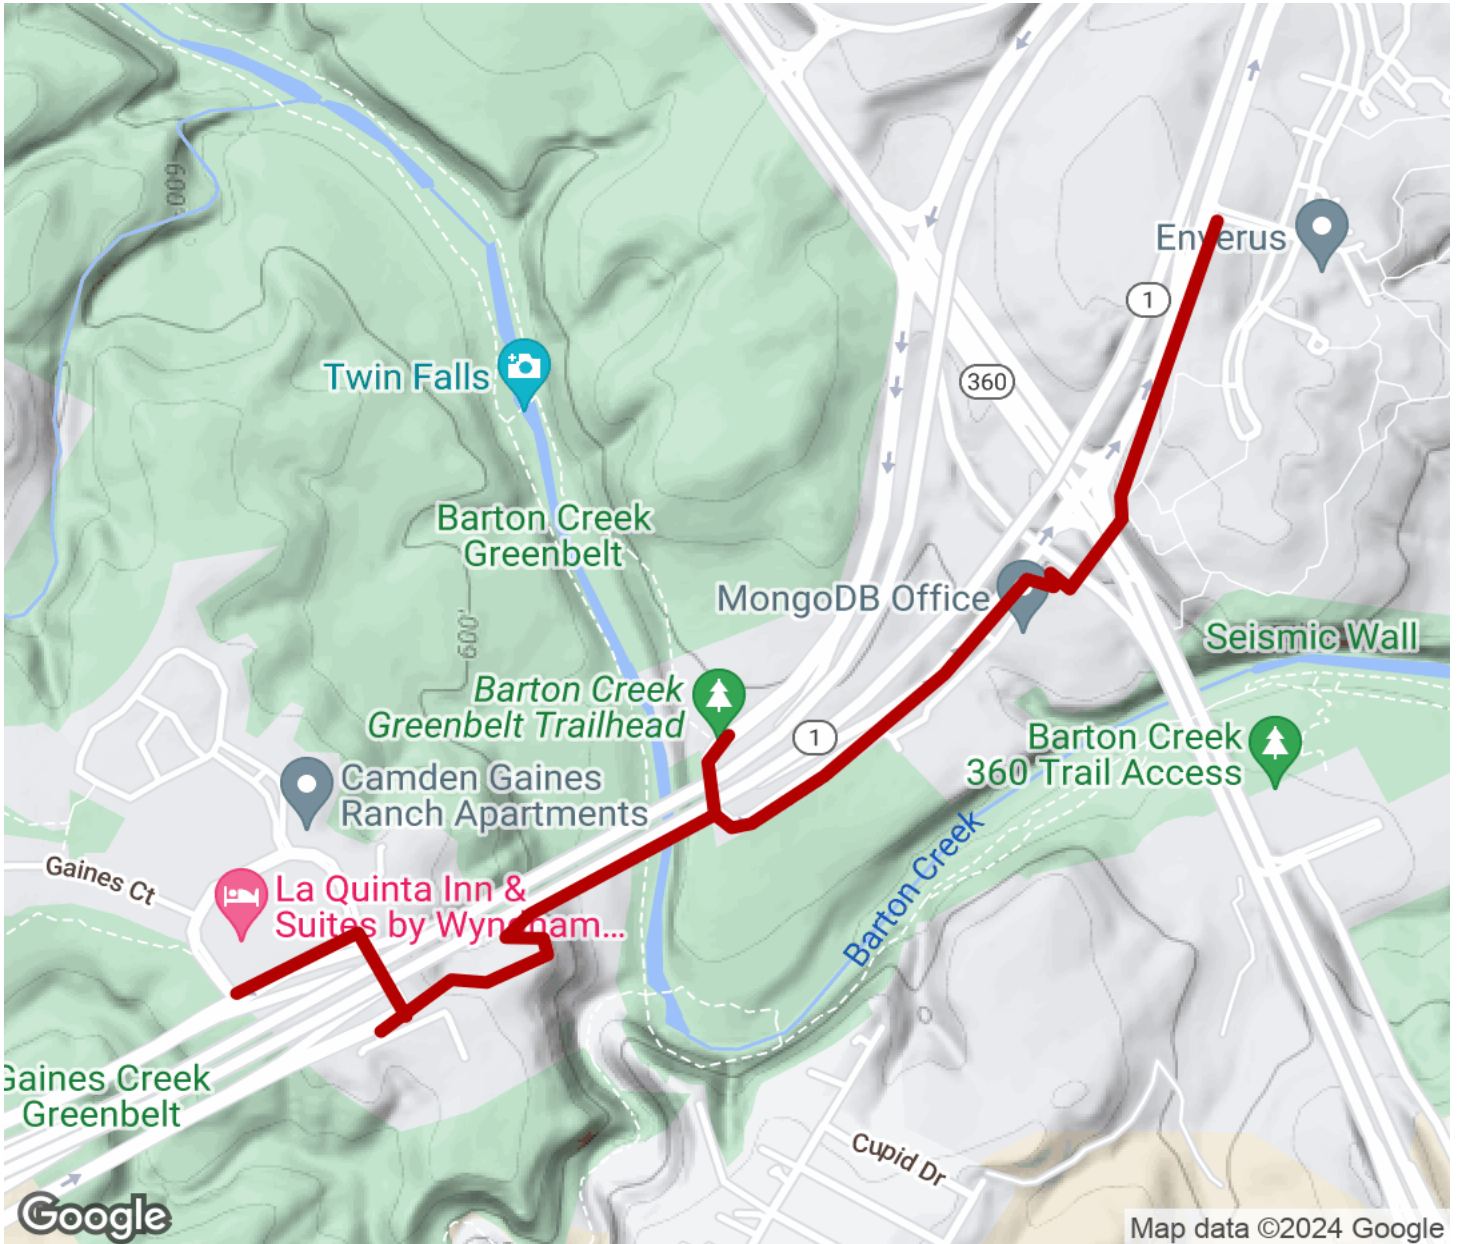 600'
Enverus
1
Twin Falls
360
Barton Creek
Greenbelt
MongoDB Office
600'
Seismic Wall
Barton Creek
Greenbelt Trailhead
1
Barton Creek
360 Trail Access
Camden Gaines
Ranch Apartments
Gaines Ct
La Quinta Inn &
Suites by Wyndham...
Barton Creek
Gaines Creek
Greenbelt
Cupid Dr
Google
Map data ©2024 Google